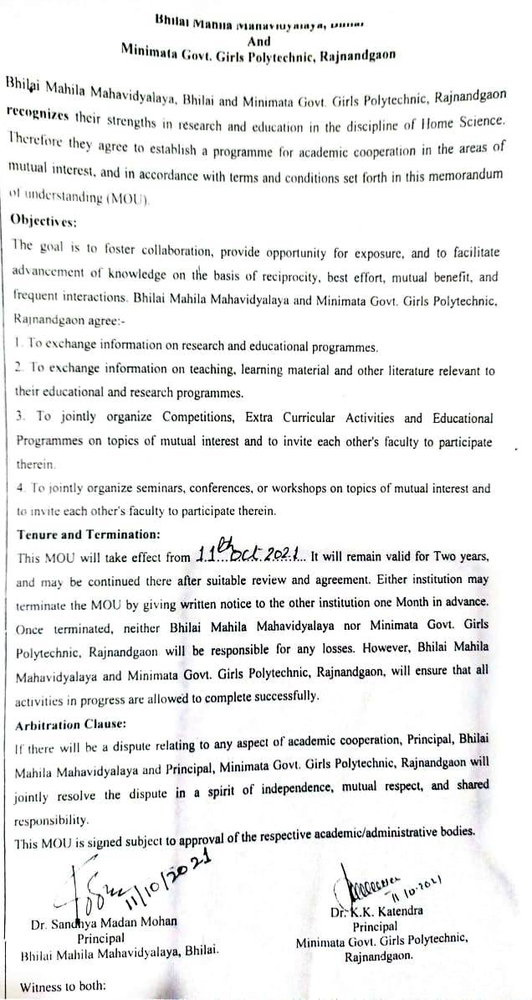 Bhilai Mahila Mahavidyalaya, Bhilai
And
Minimata Govt. Girls Polytechnic, Rajnandgaon
Bhilai Mahila Mahavidyalaya, Bhilai and Minimata Govt. Girls Polytechnic, Rajnandgaon
recognizes their strengths in research and education in the discipline of Home Science.
Therefore they agree to establish a programme for academic cooperation in the areas of
mutual interest, and in accordance with terms and conditions set forth in this memorandum
of understanding (MOU).
Objectives:
The goal is to foster collaboration, provide opportunity for exposure, and to facilitate
advancement of knowledge on the basis of reciprocity, best effort, mutual benefit, and
frequent interactions. Bhilai Mahila Mahavidyalaya and Minimata Govt. Girls Polytechnic,
Rajnandgaon agree:-
1. To exchange information on research and educational programmes.
2. To exchange information on teaching, learning material and other literature relevant to
their educational and research programmes.
3. To jointly organize Competitions, Extra Curricular Activities and Educational
Programmes on topics of mutual interest and to invite each other's faculty to participate
therein.
4. To jointly organize seminars, conferences, or workshops on topics of mutual interest and
to invite each other's faculty to participate therein.
Tenure and Termination:
This MOU will take effect from 11th Oct. 2021... It will remain valid for Two years,
and may be continued there after suitable review and agreement. Either institution may
terminate the MOU by giving written notice to the other institution one Month in advance.
Once terminated, neither Bhilai Mahila Mahavidyalaya nor Minimata Govt. Girls
Polytechnic, Rajnandgaon will be responsible for any losses. However, Bhilai Mahila
Mahavidyalaya and Minimata Govt. Girls Polytechnic, Rajnandgaon, will ensure that all
activities in progress are allowed to complete successfully.
Arbitration Clause:
If there will be a dispute relating to any aspect of academic cooperation, Principal, Bhilai
Mahila Mahavidyalaya and Principal, Minimata Govt. Girls Polytechnic, Rajnandgaon will
jointly resolve the dispute in a spirit of independence, mutual respect, and shared
responsibility.
This MOU is signed subject to approval of the respective academic/administrative bodies.
11/10/2021
Dr. Sandhya Madan Mohan
Principal
Bhilai Mahila Mahavidyalaya, Bhilai.
11/10.2021
Dr. K.K. Katendra
Principal
Minimata Govt. Girls Polytechnic,
Rajnandgaon.
Witness to both: